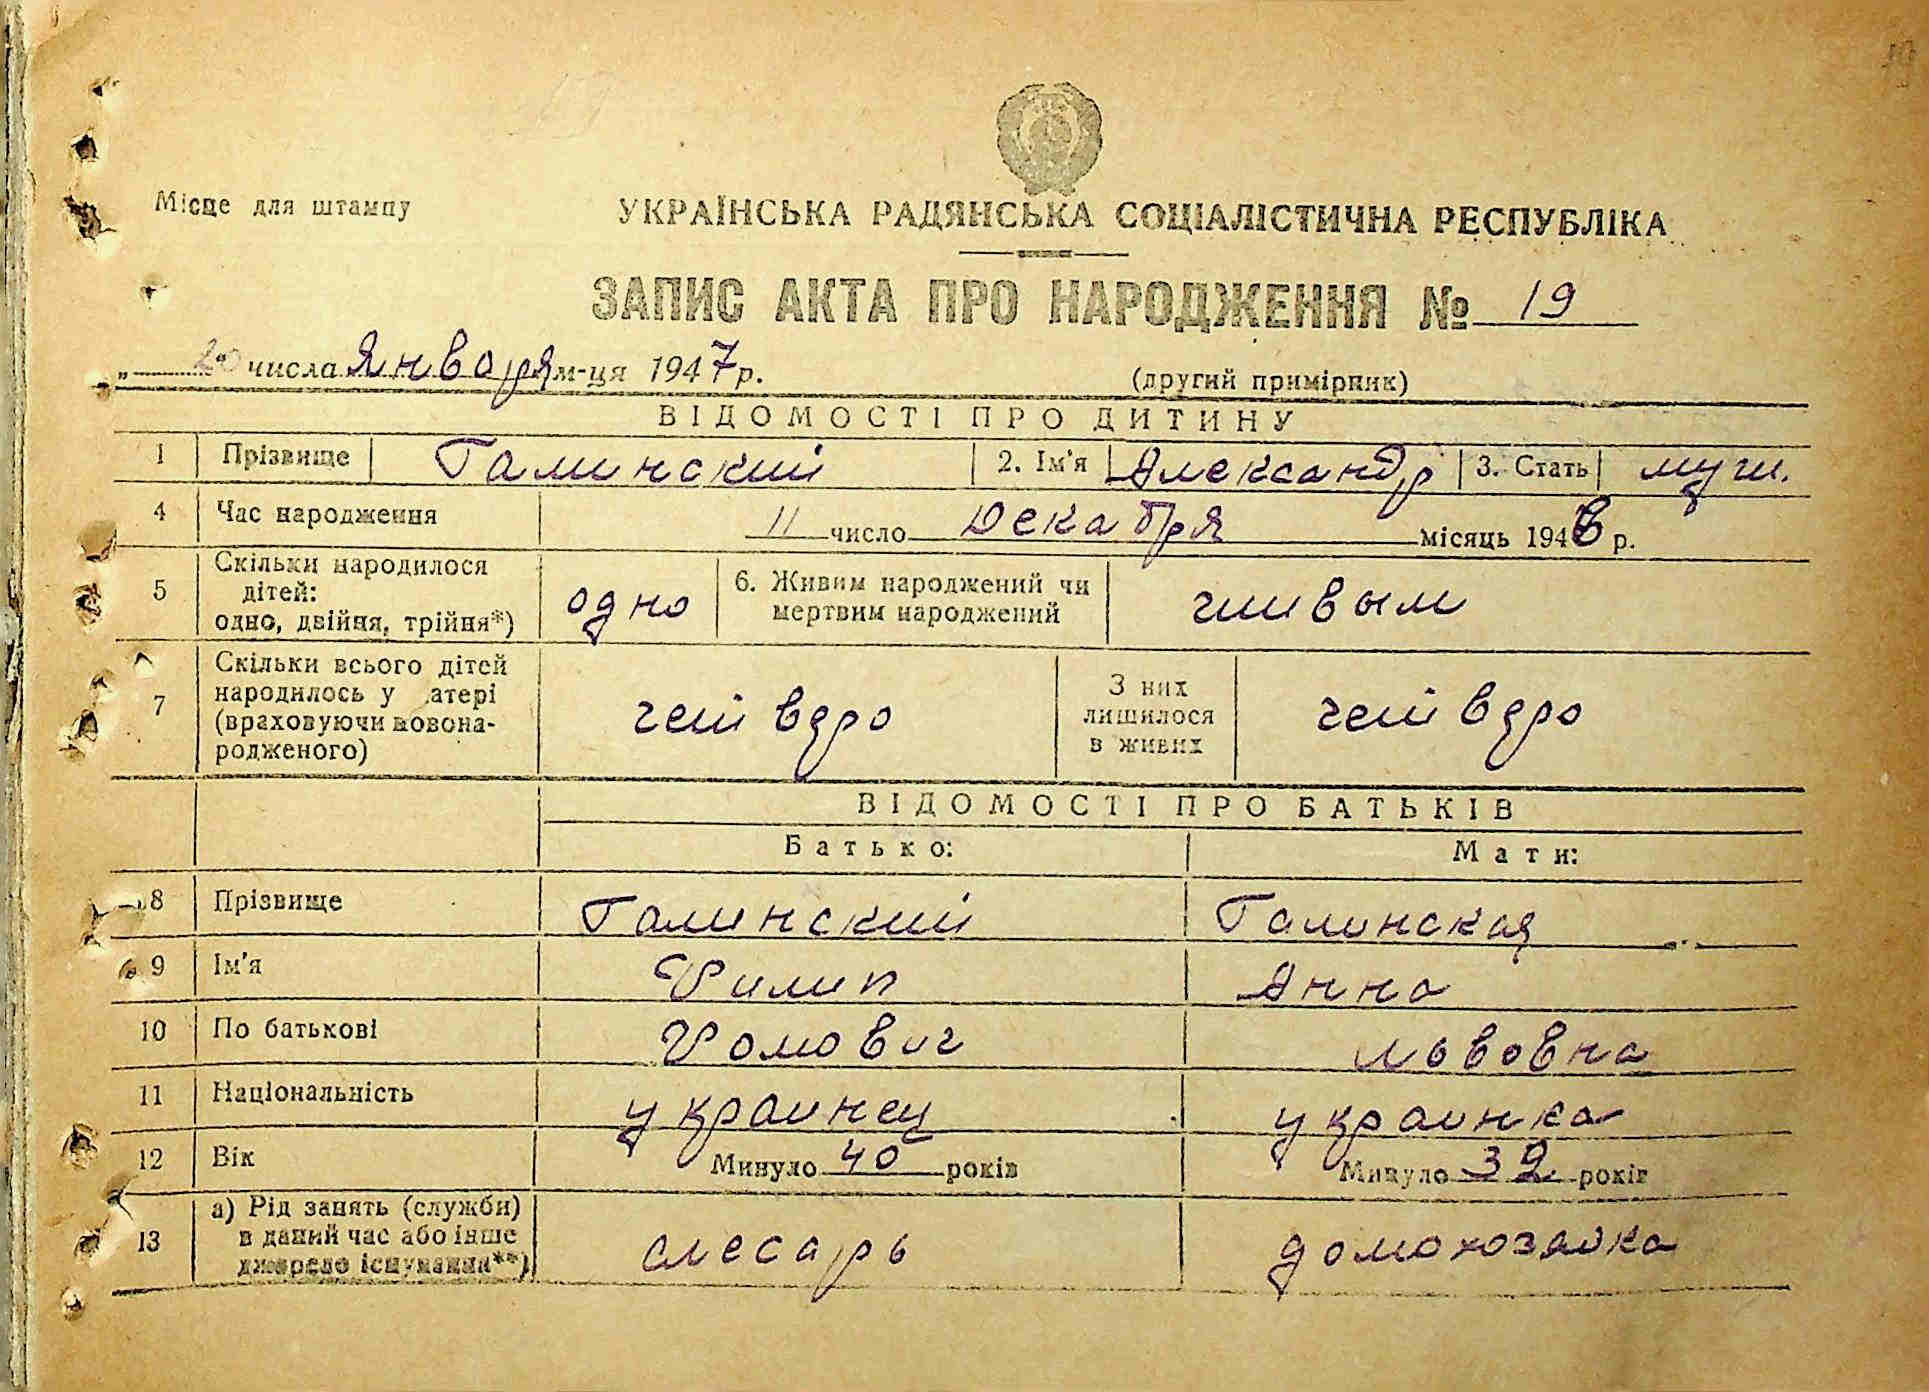 Місце для штампу
УКРАЇНСЬКА РАДЯНСЬКА СОЦІАЛІСТИЧНА РЕСПУБЛІКА
ЗАПИС АКТА ПРО НАРОДЖЕННЯ № 19
„ 20 " числа января м-ця 1947 р.
(другий примірник)
ВІДОМОСТІ ПРО ДИТИНУ
1 Прізвище Галинский 2. Ім'я Александр 3. Стать муж.
4 Час народження 11 число Декабря місяць 1946 р.
5 Скільки народилося дітей: одно, двійня, трійня*) одно 6. Живим народжений чи мертвим народжений живым
7 Скільки всього дітей народилось у атері (враховуючи новонародженого) четверо З них лишилося в живих четверо
ВІДОМОСТІ ПРО БАТЬКІВ
Батько: Мати:
8 Прізвище Галинский Галинская
9 Ім'я Филип Анна
10 По батькові Фомович Львовна
11 Національність украинец украинка
12 Вік Минуло 40 років Минуло 32 років
13 а) Рід занять (служби) в даний час або інше джерело існування**) слесарь домохозяйка